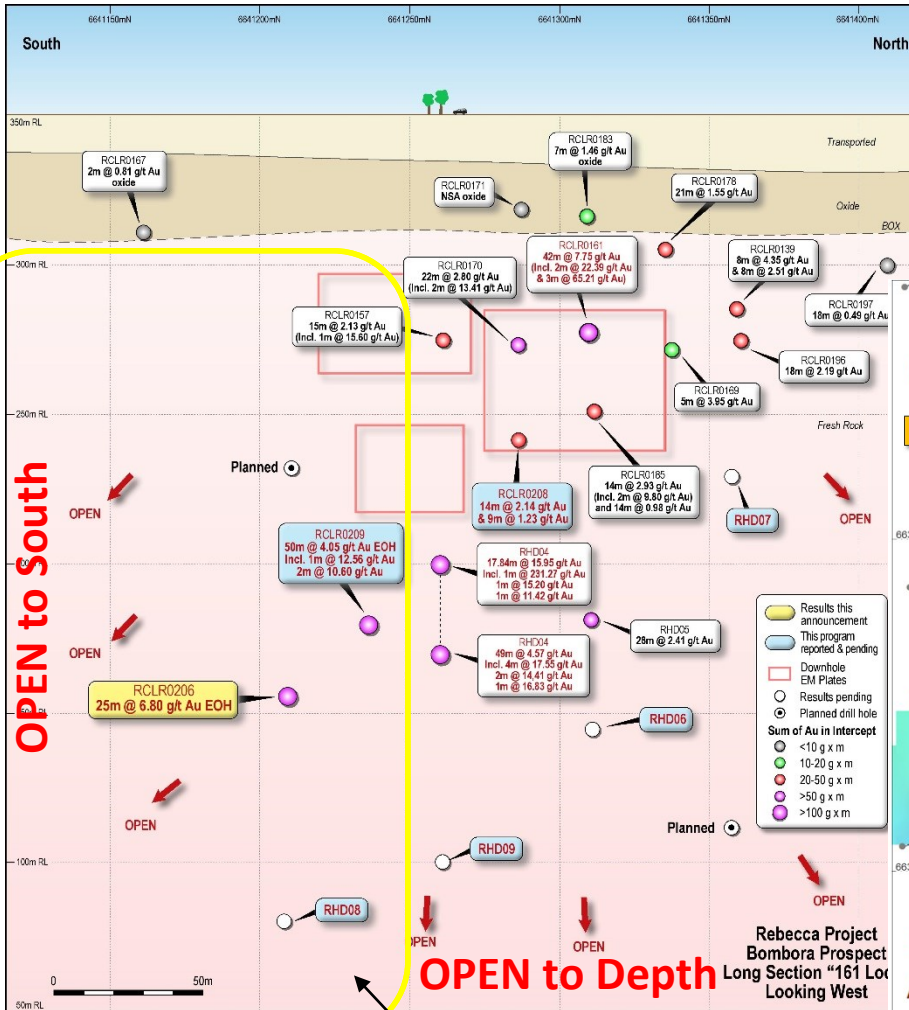 6641150mN
6641200mN
6641250mN
6641300mN
6641350mN
6641400mN
South
North
350m RL
Transported
RCLR0183
7m @ 1.46 g/t Au
oxide
RCLR0167
2m @ 0.81 g/t Au
oxide
RCLR0171
NSA oxide
RCLR0178
21m @ 1.55 g/t Au
Oxide
BOX
RCLR0161
42m @ 7.75 g/t Au
(Incl. 2m @ 22.39 g/t Au
& 3m @ 65.21 g/t Au)
RCLR0139
8m @ 4.35 g/t Au
& 8m @ 2.51 g/t Au
300m RL
RCLR0170
22m @ 2.80 g/t Au
(Incl. 2m @ 13.41 g/t Au)
RCLR0197
18m @ 0.49 g/t Au
RCLR0157
15m @ 2.13 g/t Au
(Incl. 1m @ 15.60 g/t Au)
RCLR0196
18m @ 2.19 g/t Au
RCLR0169
5m @ 3.95 g/t Au
250m RL
Fresh Rock
Planned
RCLR0185
14m @ 2.93 g/t Au
(Incl. 2m @ 9.80 g/t Au)
and 14m @ 0.98 g/t Au
RCLR0208
14m @ 2.14 g/t Au
& 9m @ 1.23 g/t Au
OPEN
RHD07
OPEN
OPEN to South
RCLR0209
50m @ 4.05 g/t Au EOH
Incl. 1m @ 12.56 g/t Au
2m @ 10.60 g/t Au
RHD04
17.84m @ 15.95 g/t Au
Incl. 1m @ 231.27 g/t Au
1m @ 15.20 g/t Au
1m @ 11.42 g/t Au
RHD05
28m @ 2.41 g/t Au
OPEN
RHD04
49m @ 4.57 g/t Au
Incl. 4m @ 17.55 g/t Au
2m @ 14.41 g/t Au
1m @ 16.83 g/t Au
RCLR0206
25m @ 6.80 g/t Au EOH
RHD06
Results this
announcement
This program
reported & pending
Downhole
EM Plates
Results pending
Planned drill hole
Sum of Au in Intercept
<10 g x m
10-20 g x m
20-50 g x m
>50 g x m
>100 g x m
OPEN
Planned
100m RL
RHD09
OPEN
RHD08
OPEN
OPEN
OPEN to Depth
0
50m
50m RL
Rebecca Project
Bombora Prospect
Long Section "161 Loc
Looking West